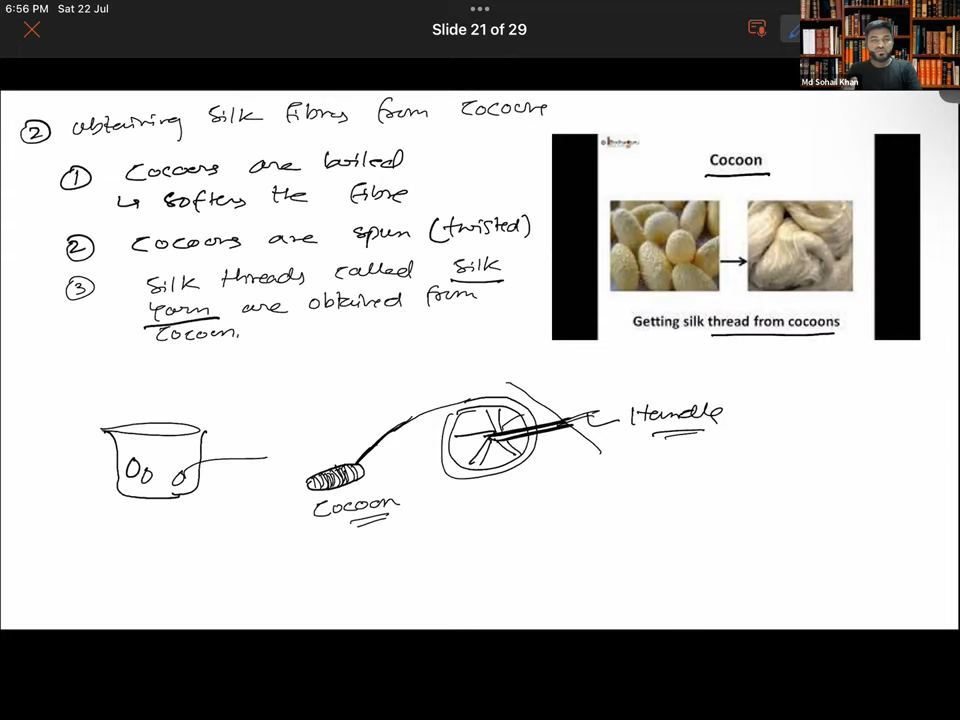 6:56 PM Sat 22 Jul
Slide 21 of 29
Md Sohail Khan
② obtaining silk fibres from cocoons
① Cocoons are boiled
↳ softens the fibre
② Cocoons are spun (twisted)
③ Silk threads called silk
yarn are obtained from
cocoon.
Cocoon
Getting silk thread from cocoons
Handle
Cocoon